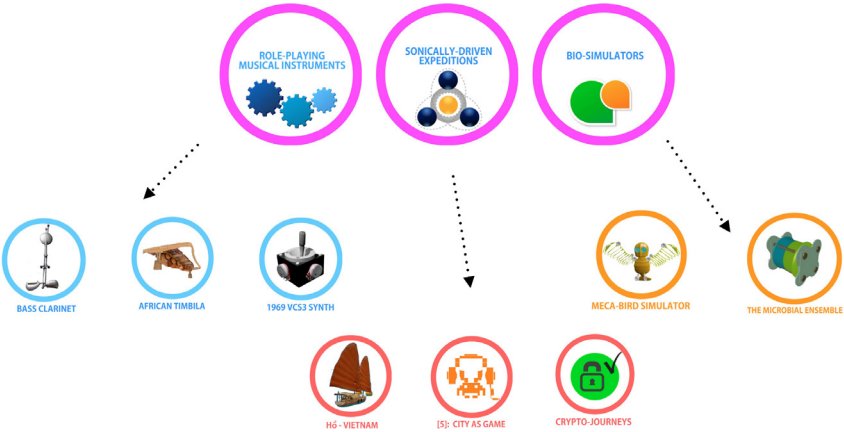 ROLE-PLAYING
MUSICAL INSTRUMENTS
SONICALLY-DRIVEN
EXPEDITIONS
BIO-SIMULATORS
BASS CLARINET
AFRICAN TIMBILA
1969 VCS3 SYNTH
MECA-BIRD SIMULATOR
THE MICROBIAL ENSEMBLE
Hố - VIETNAM
[5]: CITY AS GAME
CRYPTO-JOURNEYS